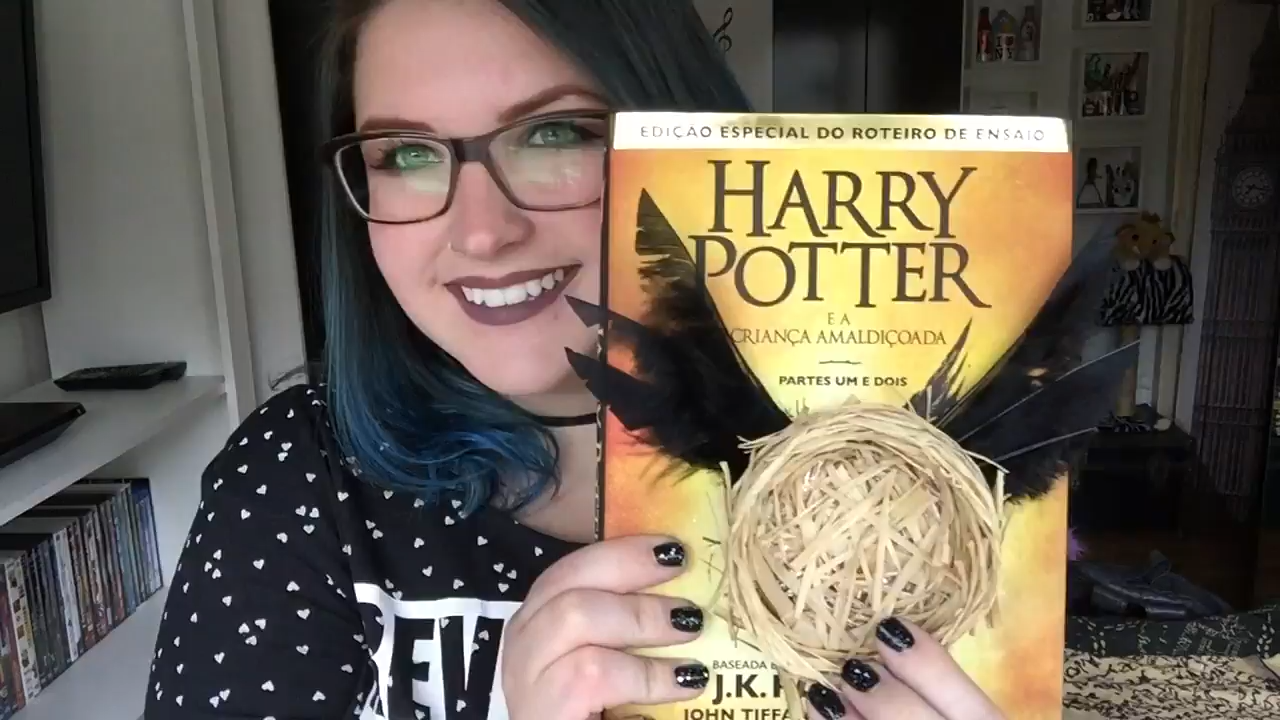 EDIÇÃO ESPECIAL DO ROTEIRO DE ENSAIO
HARRY
POTTER
E A
CRIANÇA AMALDIÇOADA
PARTES UM E DOIS
BASEADA
J.K.
JOHN